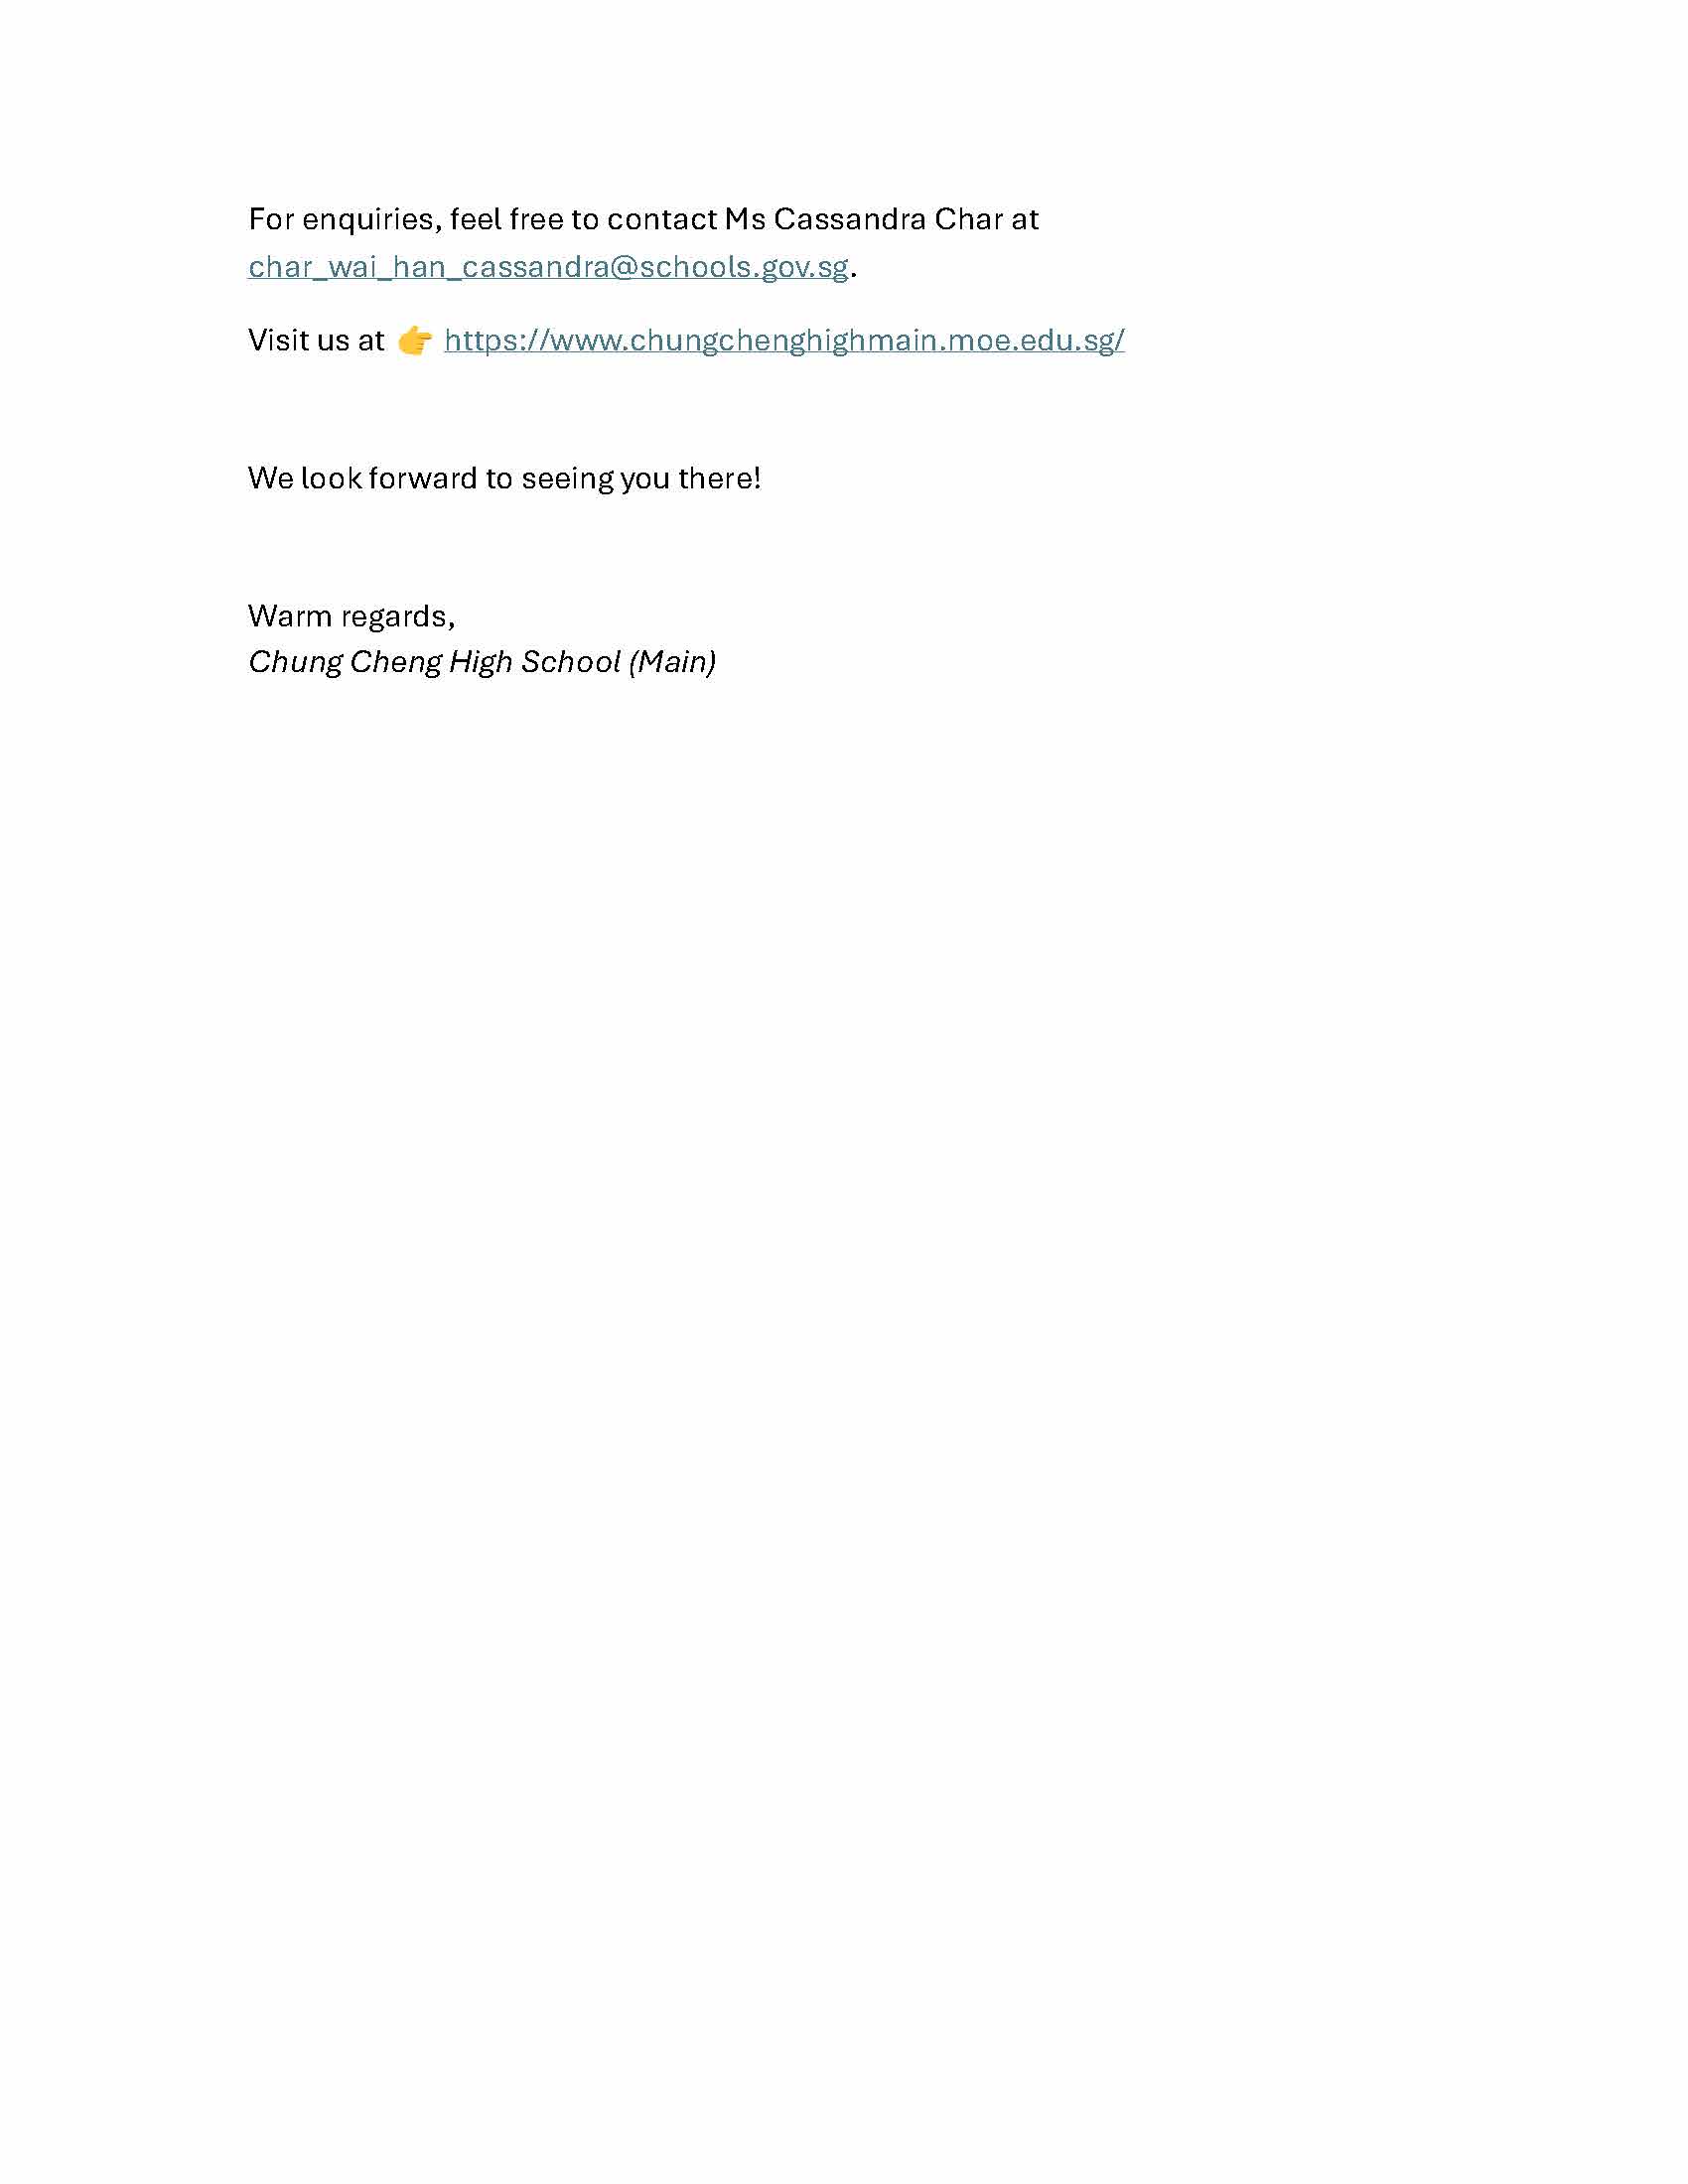 For enquiries, feel free to contact Ms Cassandra Char at
char_wai_han_cassandra@schools.gov.sg.
Visit us at 👉 https://www.chungchenghighmain.moe.edu.sg/
We look forward to seeing you there!
Warm regards,
Chung Cheng High School (Main)